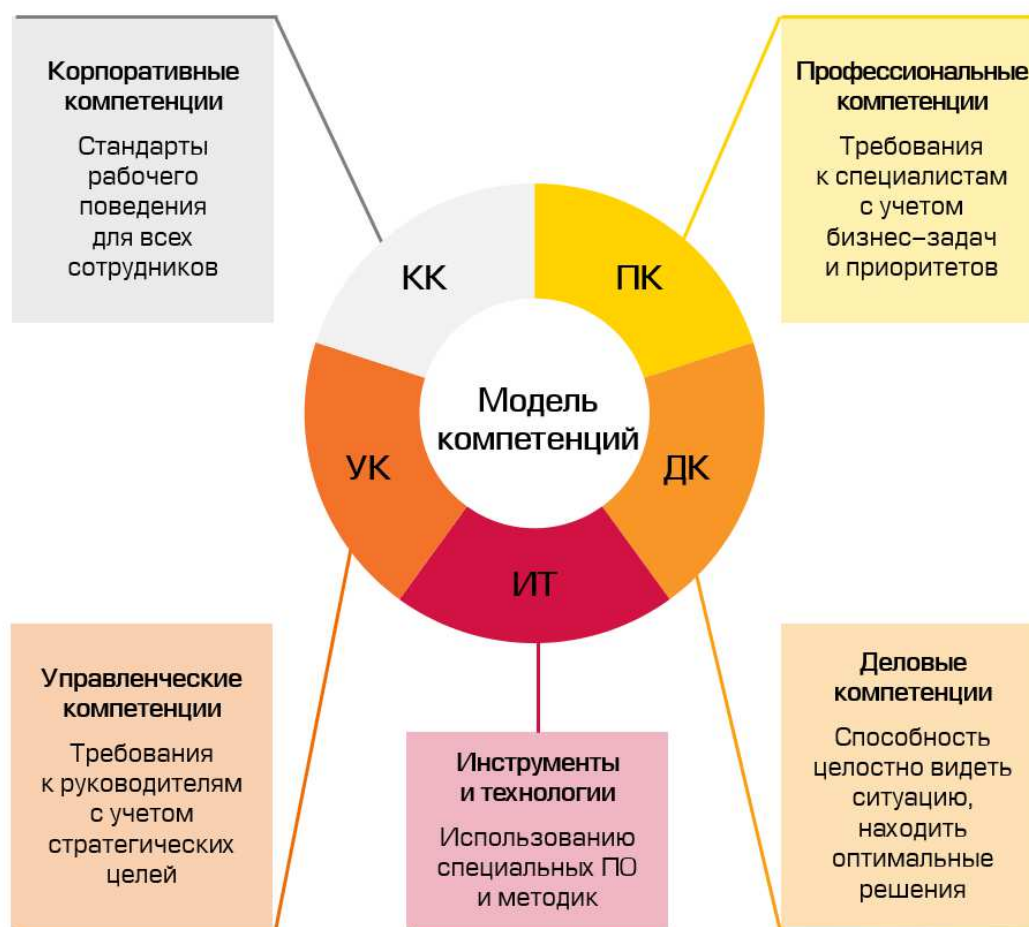 Корпоративные
компетенции
Стандарты
рабочего
поведения
для всех
сотрудников
Профессиональные
компетенции
Требования
к специалистам
с учетом
бизнес–задач
и приоритетов
КК
ПК
Модель
компетенций
УК
ДК
ИТ
Управленческие
компетенции
Требования
к руководителям
с учетом
стратегических
целей
Инструменты
и технологии
Использованию
специальных ПО
и методик
Деловые
компетенции
Способность
целостно видеть
ситуацию,
находить
оптимальные
решения